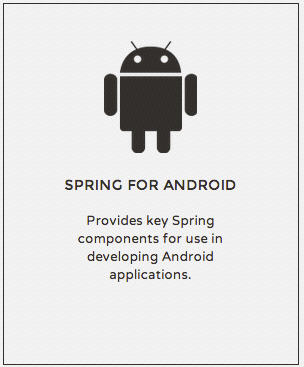 SPRING FOR ANDROID
Provides key Spring
components for use in
developing Android
applications.